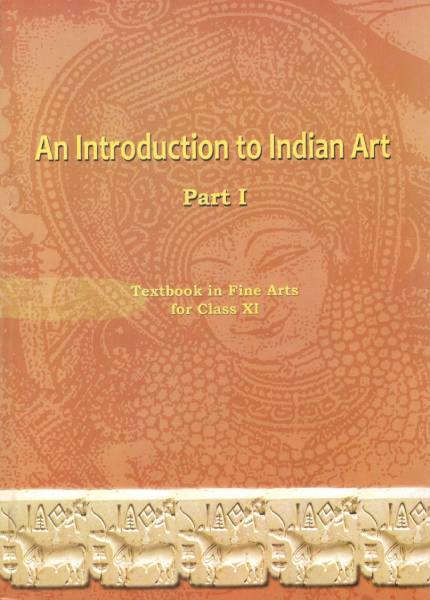 An Introduction to Indian Art
Part I
Textbook in Fine Arts
for Class XI